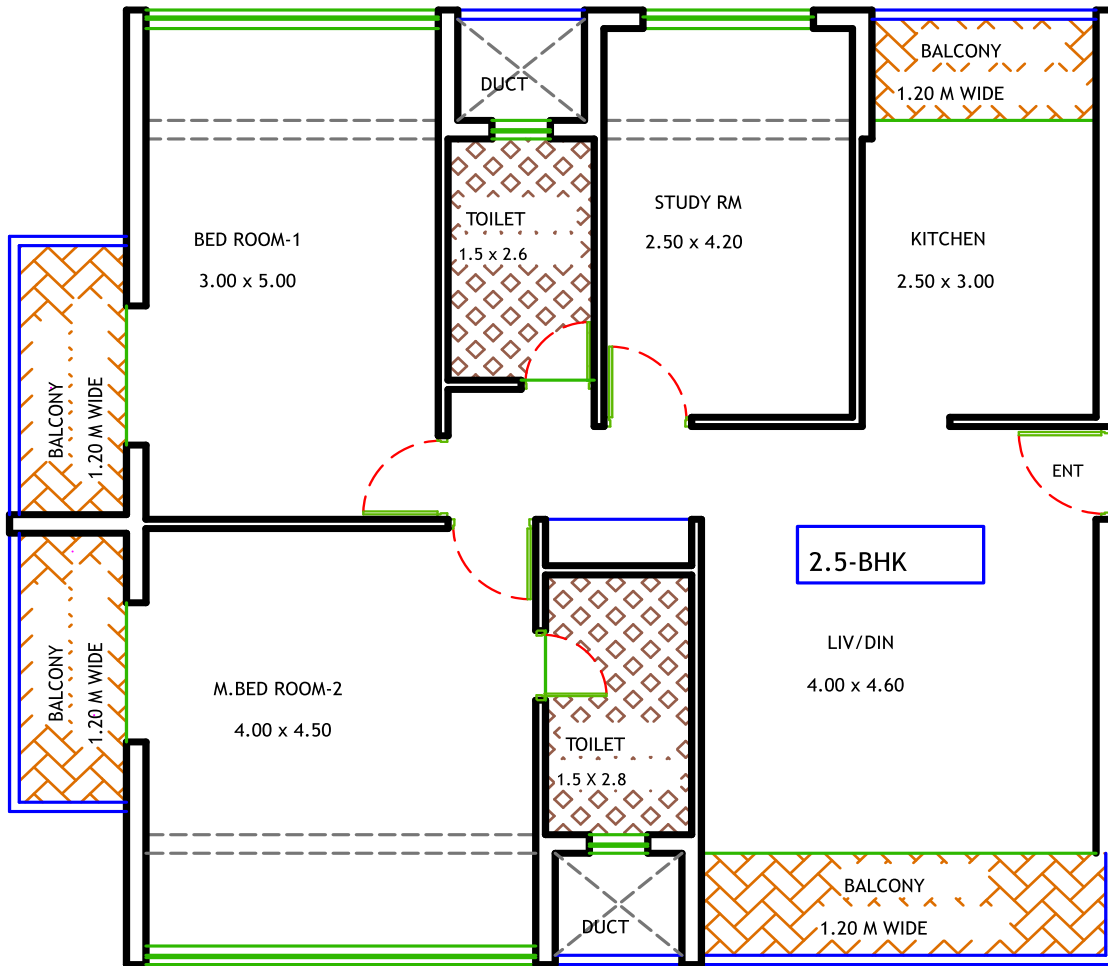 BALCONY
1.20 M WIDE
DUCT
STUDY RM
2.50 x 4.20
TOILET
1.5 x 2.6
BED ROOM-1
3.00 x 5.00
KITCHEN
2.50 x 3.00
BALCONY
1.20 M WIDE
ENT
2.5-BHK
LIV/DIN
4.00 x 4.60
BALCONY
1.20 M WIDE
M.BED ROOM-2
4.00 x 4.50
TOILET
1.5 X 2.8
BALCONY
1.20 M WIDE
DUCT